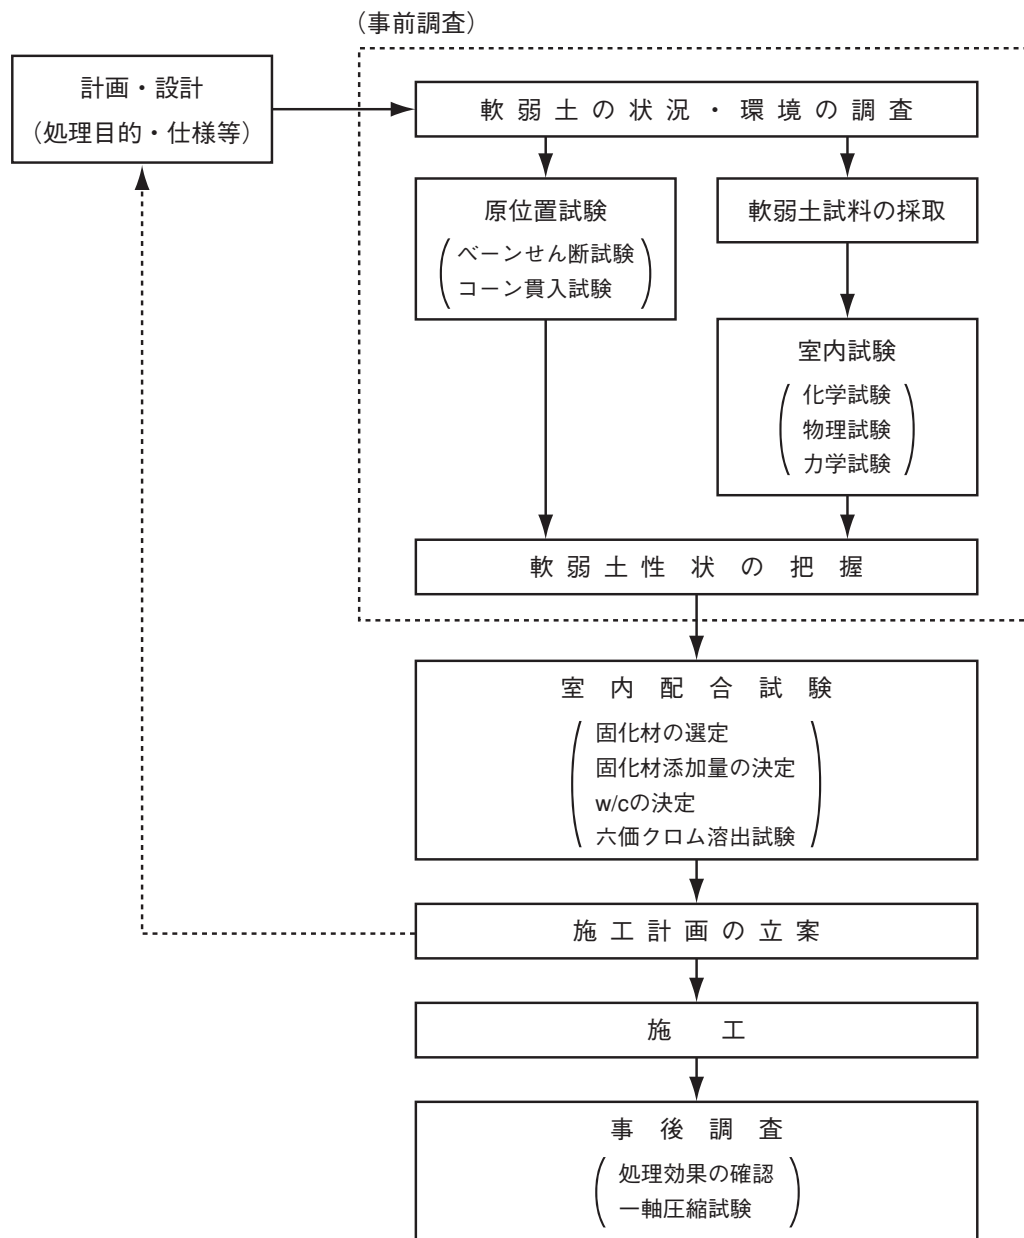 （事前調査）
計画・設計
（処理目的・仕様等）
軟弱土の状況・環境の調査
原位置試験
ベーンせん断試験
コーン貫入試験
軟弱土試料の採取
室内試験
化学試験
物理試験
力学試験
軟弱土性状の把握
室内配合試験
固化材の選定
固化材添加量の決定
w/cの決定
六価クロム溶出試験
施工計画の立案
施工
事後調査
処理効果の確認
一軸圧縮試験